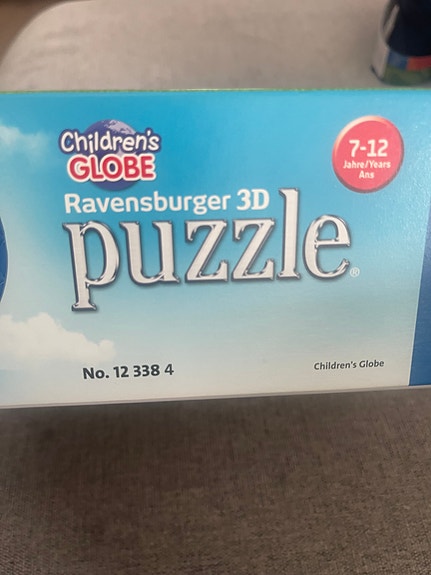 Children's
GLOBE
7-12
Jahre/Years
Ans
Ravensburger 3D
puzzle®
No. 12 338 4
Children's Globe